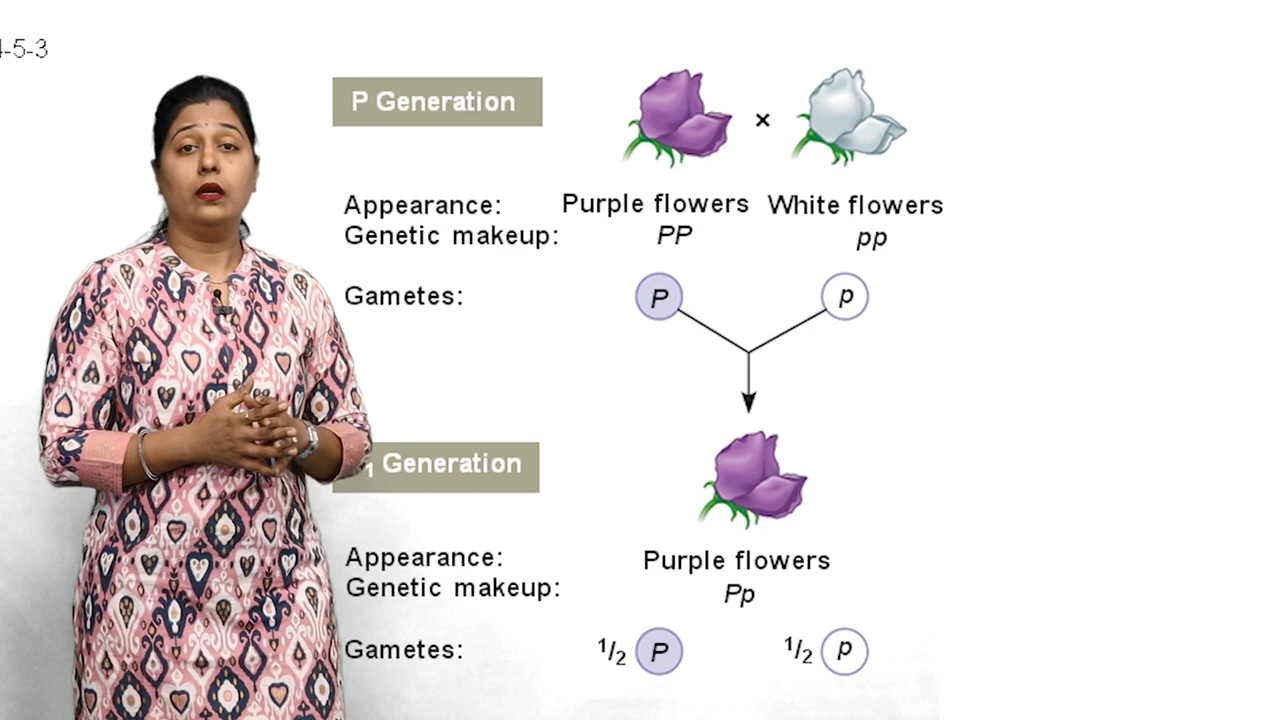 -5-3
P Generation
×
Appearance: Purple flowers White flowers
Genetic makeup: PP pp
Gametes: P p
1 Generation
Appearance: Purple flowers
Genetic makeup: Pp
Gametes: 1/2 P 1/2 p